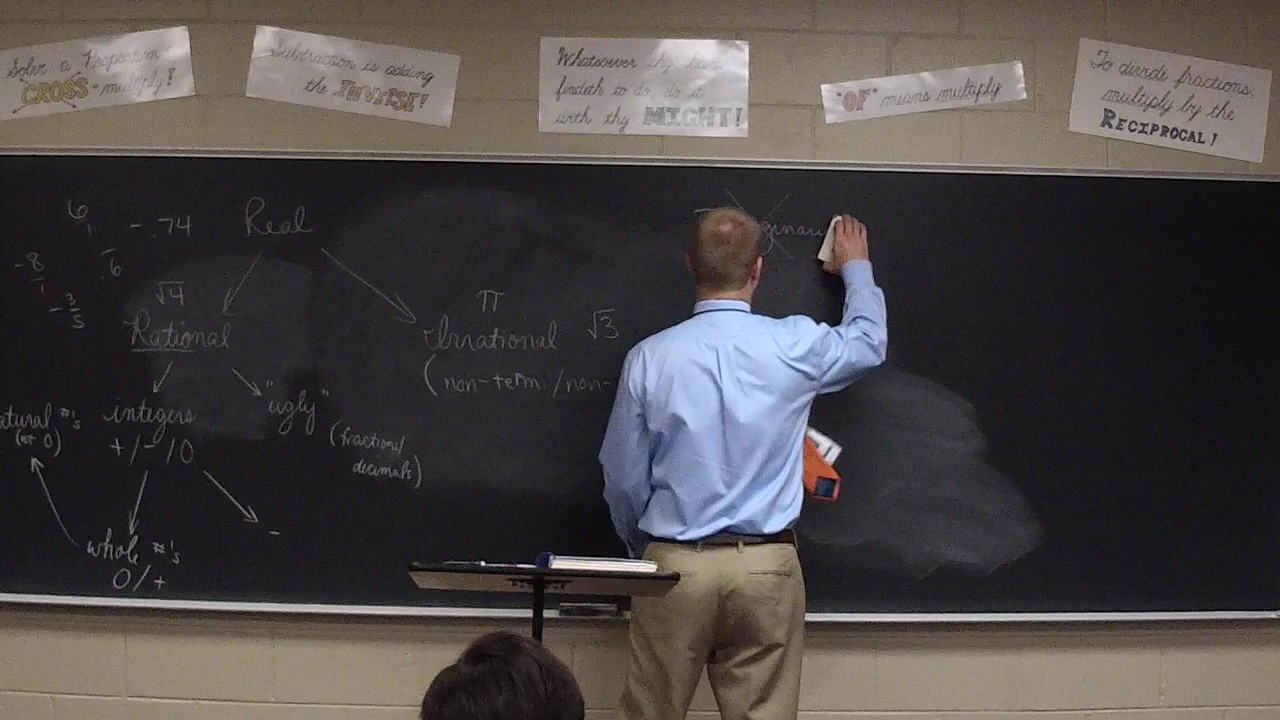 Solve a Proportion
CROSS-multiply!
Subtraction is adding
the INVERSE!
Whatsoever thy hand
findeth to do, do it
with thy MIGHT!
"OF" means multiply
To divide fractions,
multiply by the
RECIPROCAL!
6/1
-.74
Real
-8/1
-3/5
√4
Rational
π
Irrational √3
(non-term./non-
integers
+/-/0
"ugly"
(fractions/
decimals)
atural #'s
(not 0)
whole #'s
0/+
-
ginar